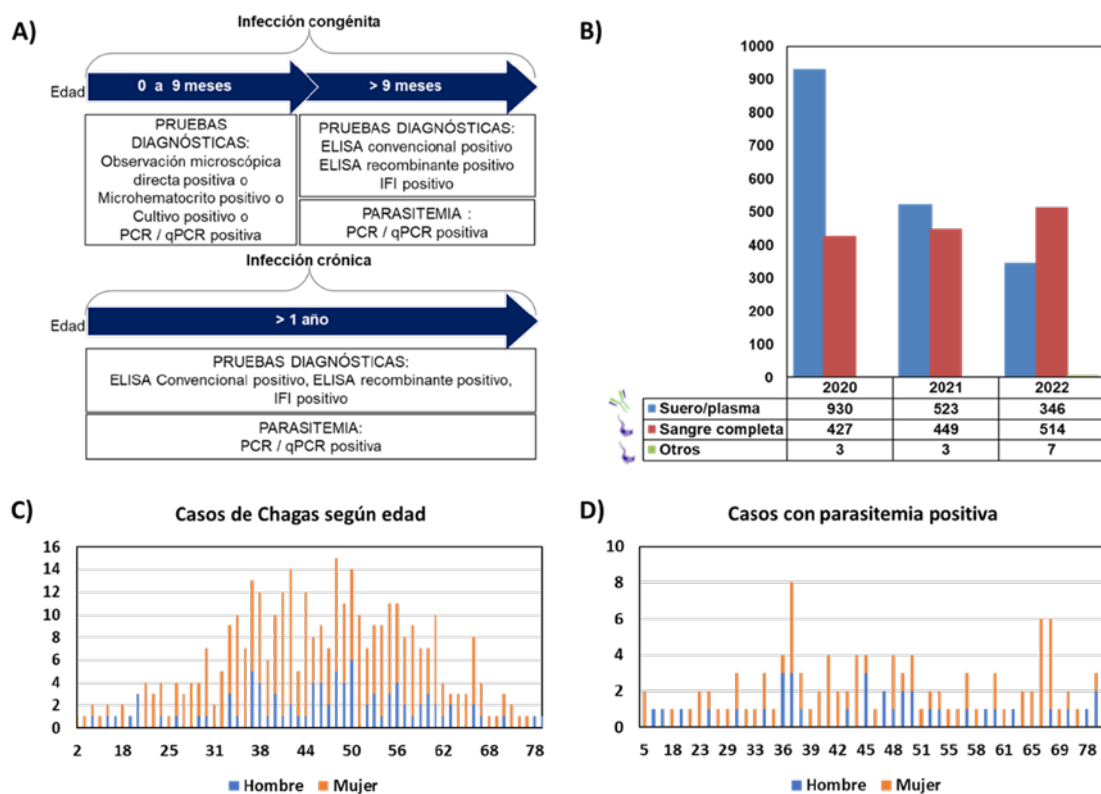 A)
Infección congénita
Edad
0 a 9 meses
> 9 meses
PRUEBAS
DIAGNÓSTICAS:
Observación microscópica
directa positiva o
Microhematocrito positivo o
Cultivo positivo o
PCR / qPCR positiva
PRUEBAS DIAGNÓSTICAS:
ELISA convencional positivo
ELISA recombinante positivo
IFI positivo
PARASITEMIA :
PCR / qPCR positiva
Infección crónica
Edad
> 1 año
PRUEBAS DIAGNÓSTICAS:
ELISA Convencional positivo, ELISA recombinante positivo,
IFI positivo
PARASITEMIA:
PCR / qPCR positiva
B)
1000
900
800
700
600
500
400
300
200
100
0
2020 2021 2022
Suero/plasma 930 523 346
Sangre completa 427 449 514
Otros 3 3 7
C)
Casos de Chagas según edad
16
14
12
10
8
6
4
2
0
2 18 25 31 38 44 50 56 61 68 78
Hombre Mujer
D)
Casos con parasitemia positiva
10
8
6
4
2
0
5 18 23 29 33 36 39 42 45 48 51 55 58 61 65 68 72 78
Hombre Mujer